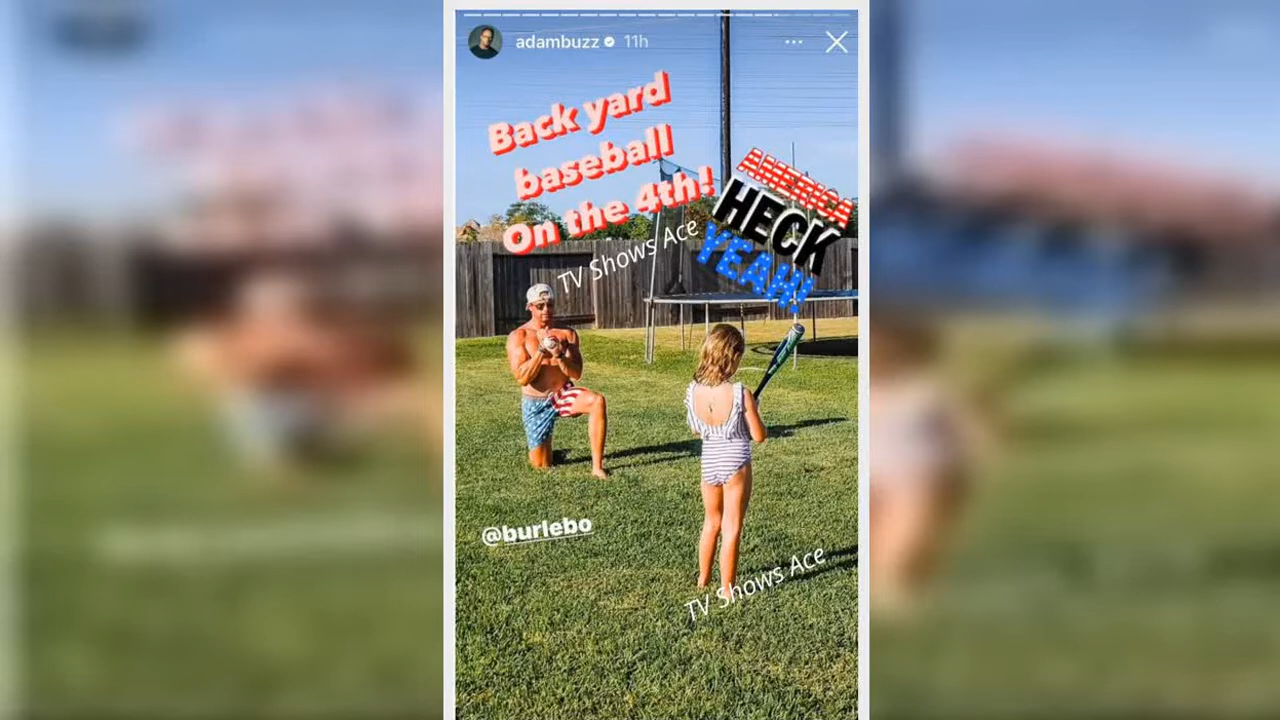 adambuzz 11h
Back yard
baseball
On the 4th!
AMERICA
HECK
YEAH!
TV Shows Ace
@burlebo
TV Shows Ace